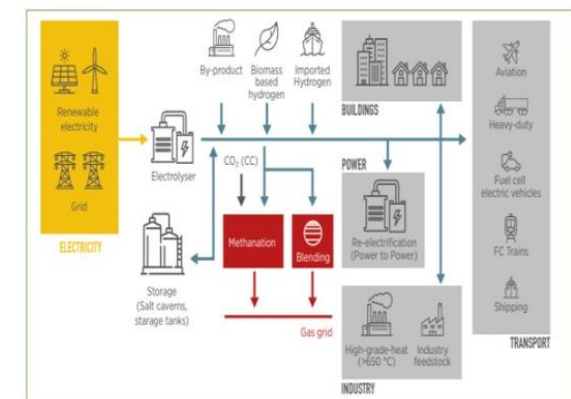 Renewable
electricity
Grid
ELECTRICITY
Electrolyser
Storage
(Salt caverns,
starage tanks)
By-product
Biomass
based
hydrogen
Imported
Hydrogen
CO₂ (CC)
Methanation
Blending
Gas grid
BUILDINGS
POWER
Re-electrification
(Power to Power)
High-grade-heat
(>650 °C)
Industry
feedstock
INDUSTRY
Aviation
Heavy-duty
Fuel cell
electric vehicles
FC Trains
Shipping
TRANSPORT